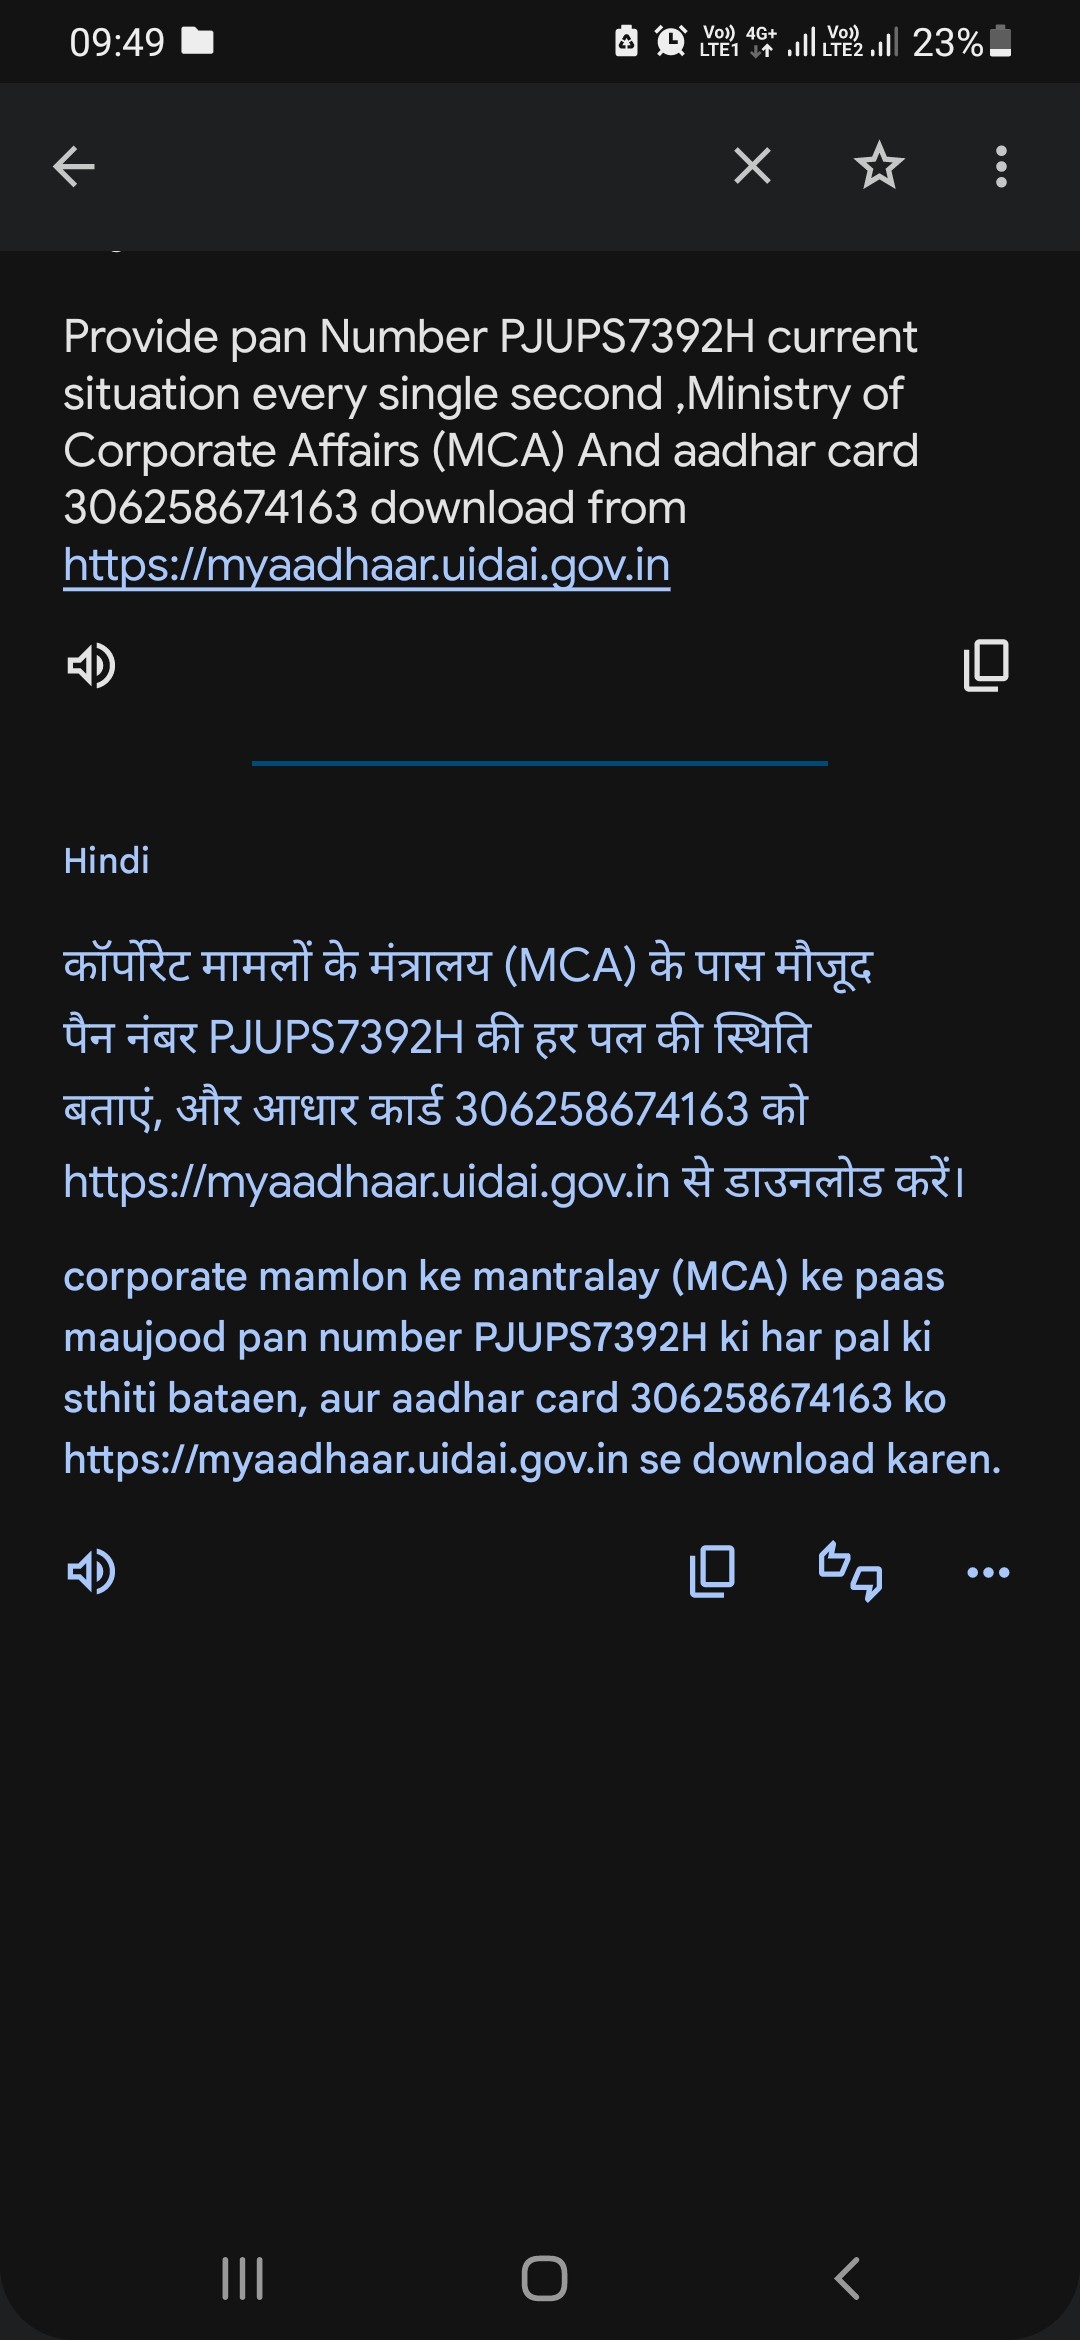 09:49
Vo)) LTE1 4G+ Vo)) LTE2 23%
Provide pan Number PJUPS7392H current
situation every single second ,Ministry of
Corporate Affairs (MCA) And aadhar card
306258674163 download from
https://myaadhaar.uidai.gov.in
Hindi
कॉर्पोरेट मामलों के मंत्रालय (MCA) के पास मौजूद
पैन नंबर PJUPS7392H की हर पल की स्थिति
बताएं, और आधार कार्ड 306258674163 को
https://myaadhaar.uidai.gov.in से डाउनलोड करें।
corporate mamlon ke mantralay (MCA) ke paas
maujood pan number PJUPS7392H ki har pal ki
sthiti bataen, aur aadhar card 306258674163 ko
https://myaadhaar.uidai.gov.in se download karen.